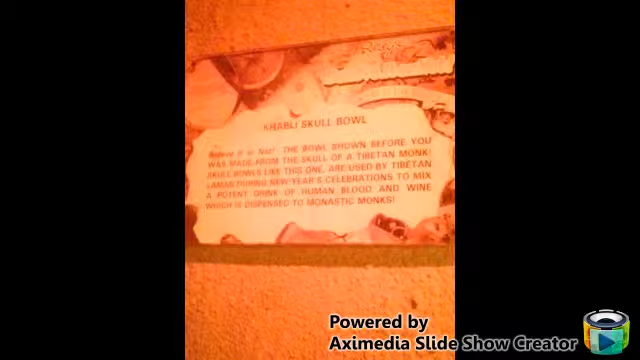 Ripley's
KHABLI SKULL BOWL
Believe It or Not! THE BOWL SHOWN BEFORE YOU
WAS MADE FROM THE SKULL OF A TIBETAN MONK!
SKULL BOWLS LIKE THIS ONE, ARE USED BY TIBETAN
LAMAS DURING NEW YEAR'S CELEBRATIONS TO MIX
A POTENT DRINK OF HUMAN BLOOD AND WINE
WHICH IS DISPENSED TO MONASTIC MONKS!
Powered by
Aximedia Slide Show Creator